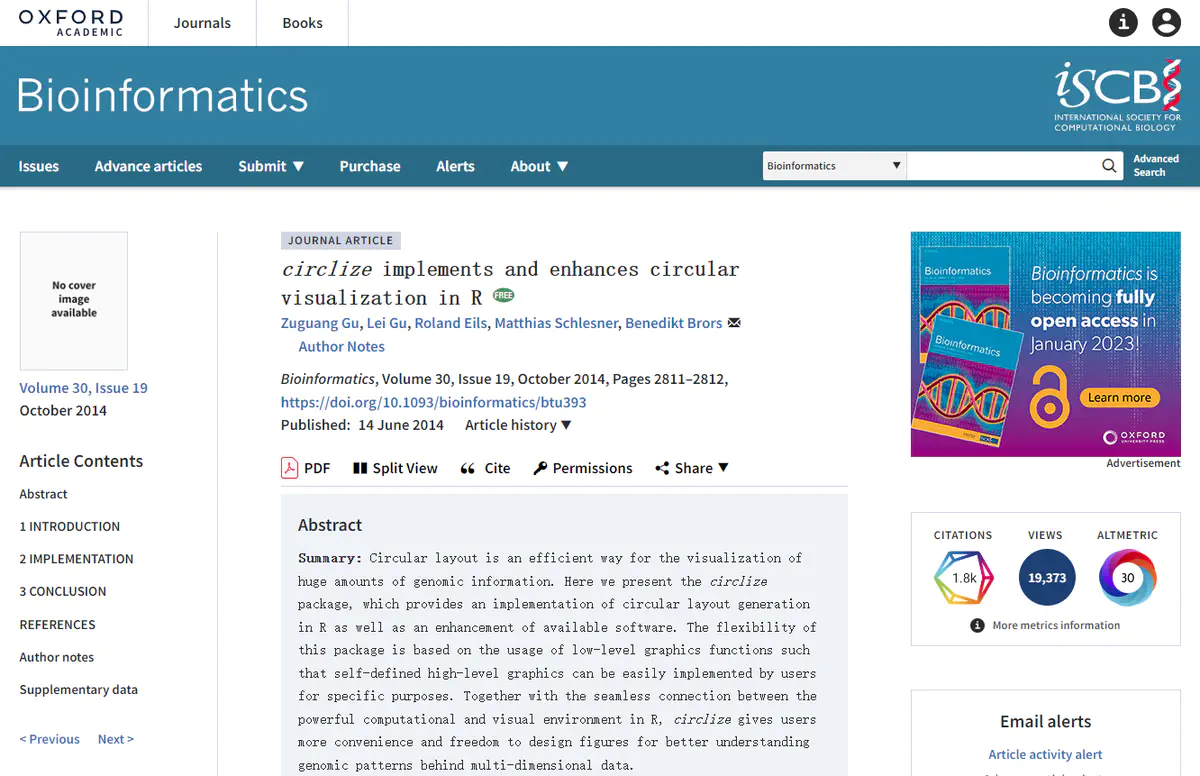 OXFORD
ACADEMIC
Journals
Books
Bioinformatics
iSCB
INTERNATIONAL SOCIETY FOR
COMPUTATIONAL BIOLOGY
Issues
Advance articles
Submit ▼
Purchase
Alerts
About ▼
Bioinformatics ▼
Advanced
Search
No cover
image
available
Volume 30, Issue 19
October 2014
Article Contents
Abstract
1 INTRODUCTION
2 IMPLEMENTATION
3 CONCLUSION
REFERENCES
Author notes
Supplementary data
< Previous Next >
JOURNAL ARTICLE
circlize implements and enhances circular
visualization in R FREE
Zuguang Gu, Lei Gu, Roland Eils, Matthias Schlesner, Benedikt Brors
Author Notes
Bioinformatics, Volume 30, Issue 19, October 2014, Pages 2811–2812,
https://doi.org/10.1093/bioinformatics/btu393
Published: 14 June 2014 Article history ▼
PDF Split View Cite Permissions Share ▼
Abstract
Summary: Circular layout is an efficient way for the visualization of
huge amounts of genomic information. Here we present the circlize
package, which provides an implementation of circular layout generation
in R as well as an enhancement of available software. The flexibility of
this package is based on the usage of low-level graphics functions such
that self-defined high-level graphics can be easily implemented by users
for specific purposes. Together with the seamless connection between the
powerful computational and visual environment in R, circlize gives users
more convenience and freedom to design figures for better understanding
genomic patterns behind multi-dimensional data.
Bioinformatics
Bioinformatics
Bioinformatics is
becoming fully
open access in
January 2023!
Learn more
OXFORD
UNIVERSITY PRESS
Advertisement
CITATIONS VIEWS ALTMETRIC
1.8k 19,373 30
More metrics information
Email alerts
Article activity alert